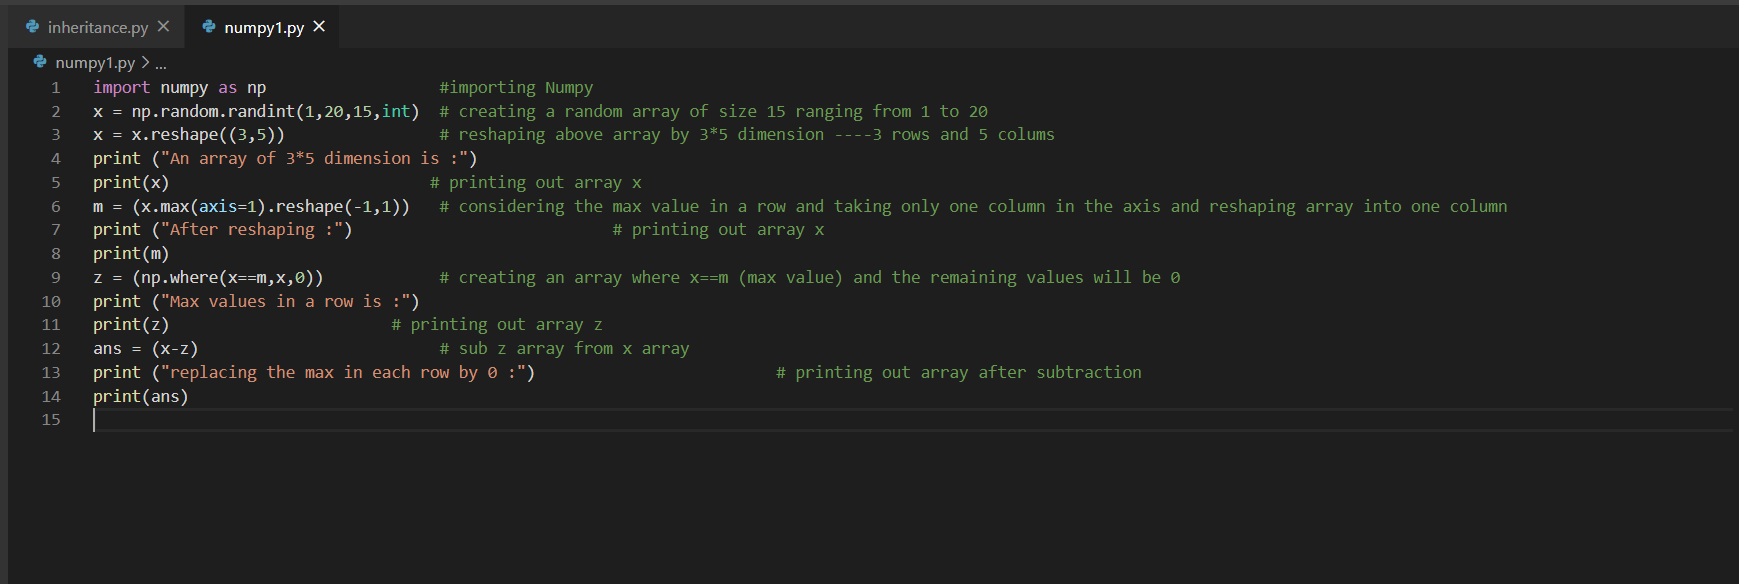 inheritance.py numpy1.py
numpy1.py > ...
1 import numpy as np #importing Numpy
2 x = np.random.randint(1,20,15,int) # creating a random array of size 15 ranging from 1 to 20
3 x = x.reshape((3,5)) # reshaping above array by 3*5 dimension ----3 rows and 5 colums
4 print ("An array of 3*5 dimension is :")
5 print(x) # printing out array x
6 m = (x.max(axis=1).reshape(-1,1)) # considering the max value in a row and taking only one column in the axis and reshaping array into one column
7 print ("After reshaping :") # printing out array x
8 print(m)
9 z = (np.where(x==m,x,0)) # creating an array where x==m (max value) and the remaining values will be 0
10 print ("Max values in a row is :")
11 print(z) # printing out array z
12 ans = (x-z) # sub z array from x array
13 print ("replacing the max in each row by 0 :") # printing out array after subtraction
14 print(ans)
15